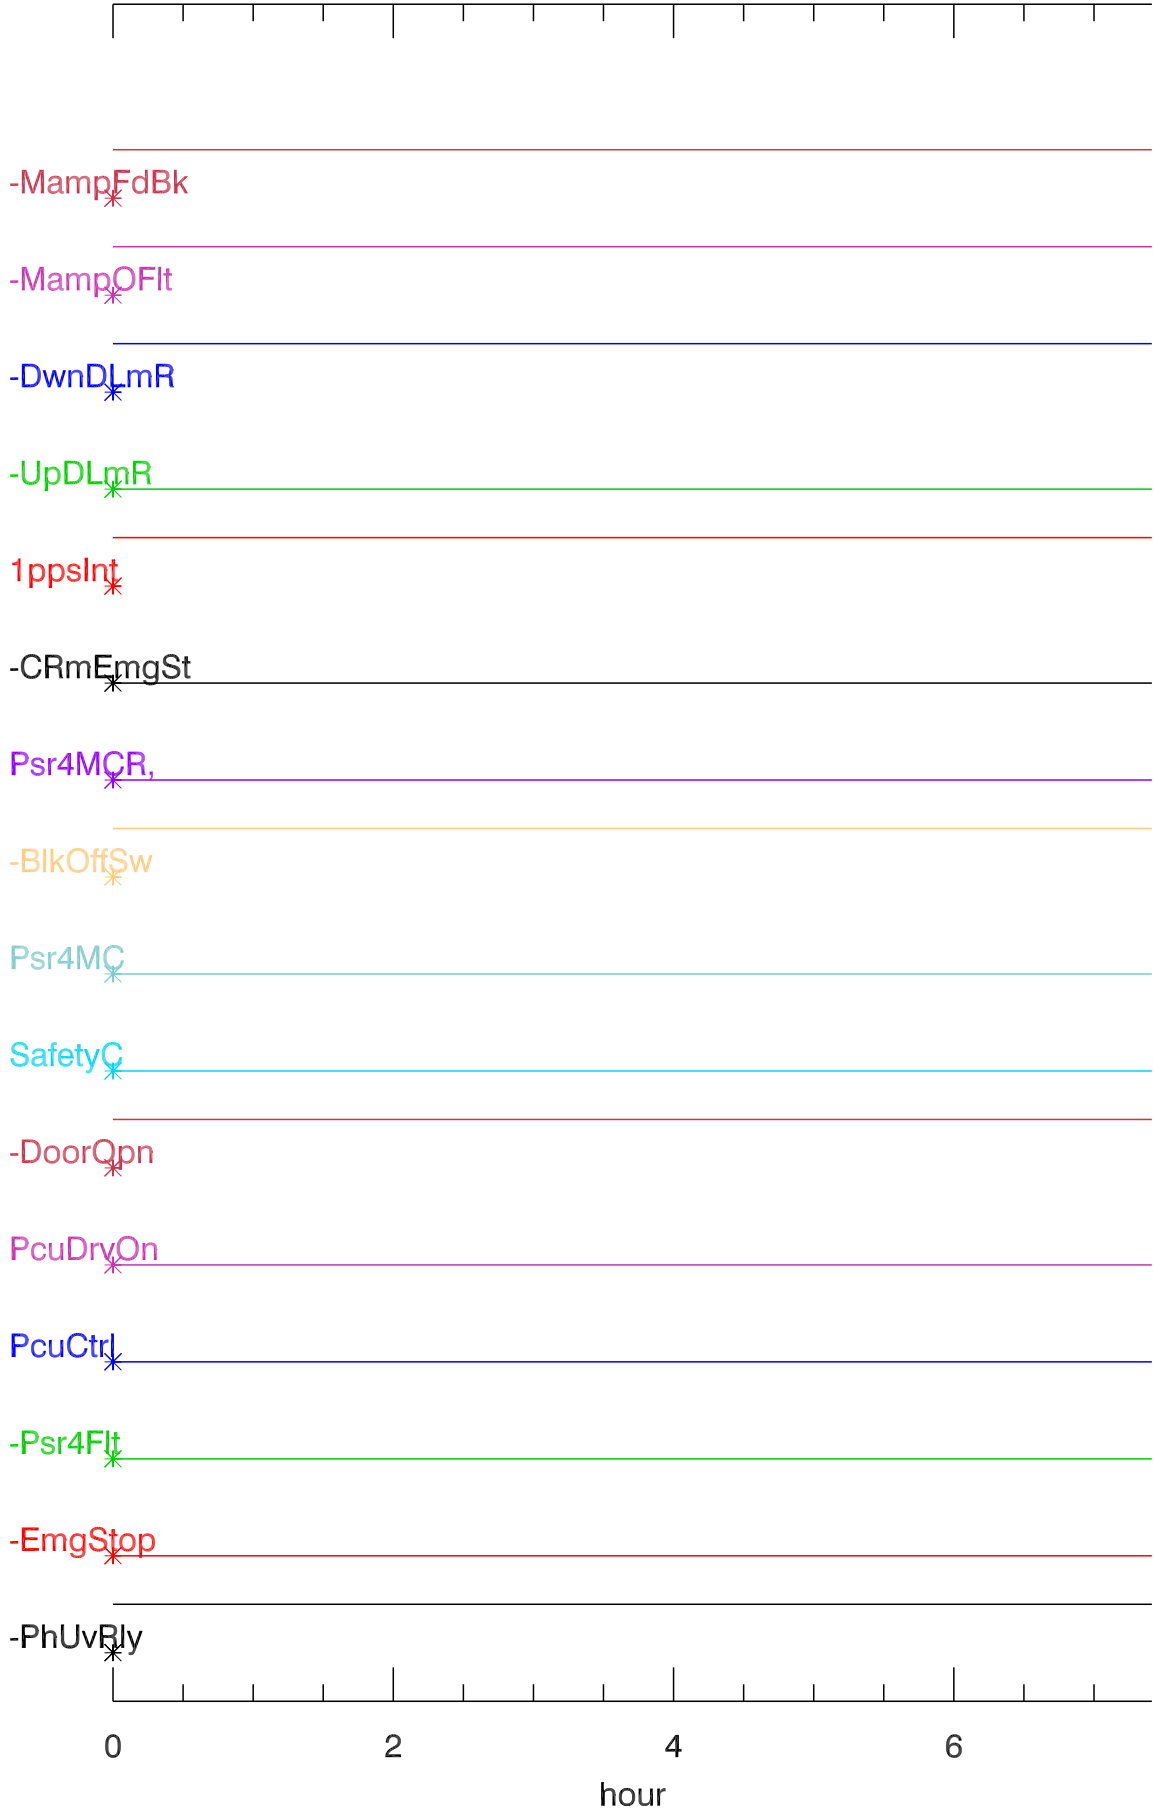 -MampFdBk
-MampOFlt
-DwnDLmR
-UpDLmR
1ppsInt
-CRmEmgSt
Psr4MCR,
-BlkOffSw
Psr4MC
SafetyC
-DoorOpn
PcuDrvOn
PcuCtrl
-Psr4Flt
-EmgStop
-PhUvRly
0 2 4 6
hour